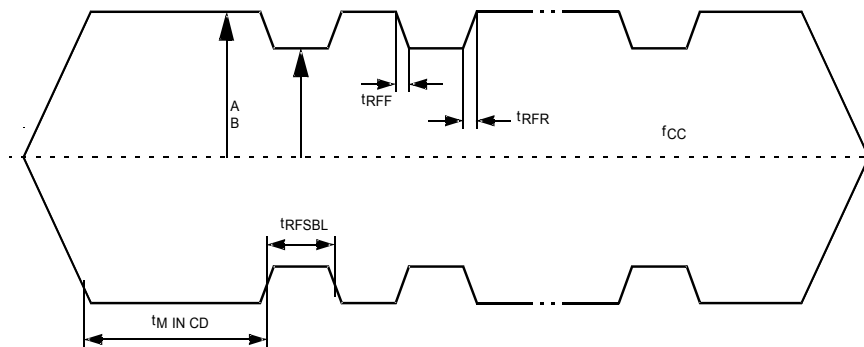 A
B
tRFF
tRFR
fCC
tRFSBL
tM IN CD